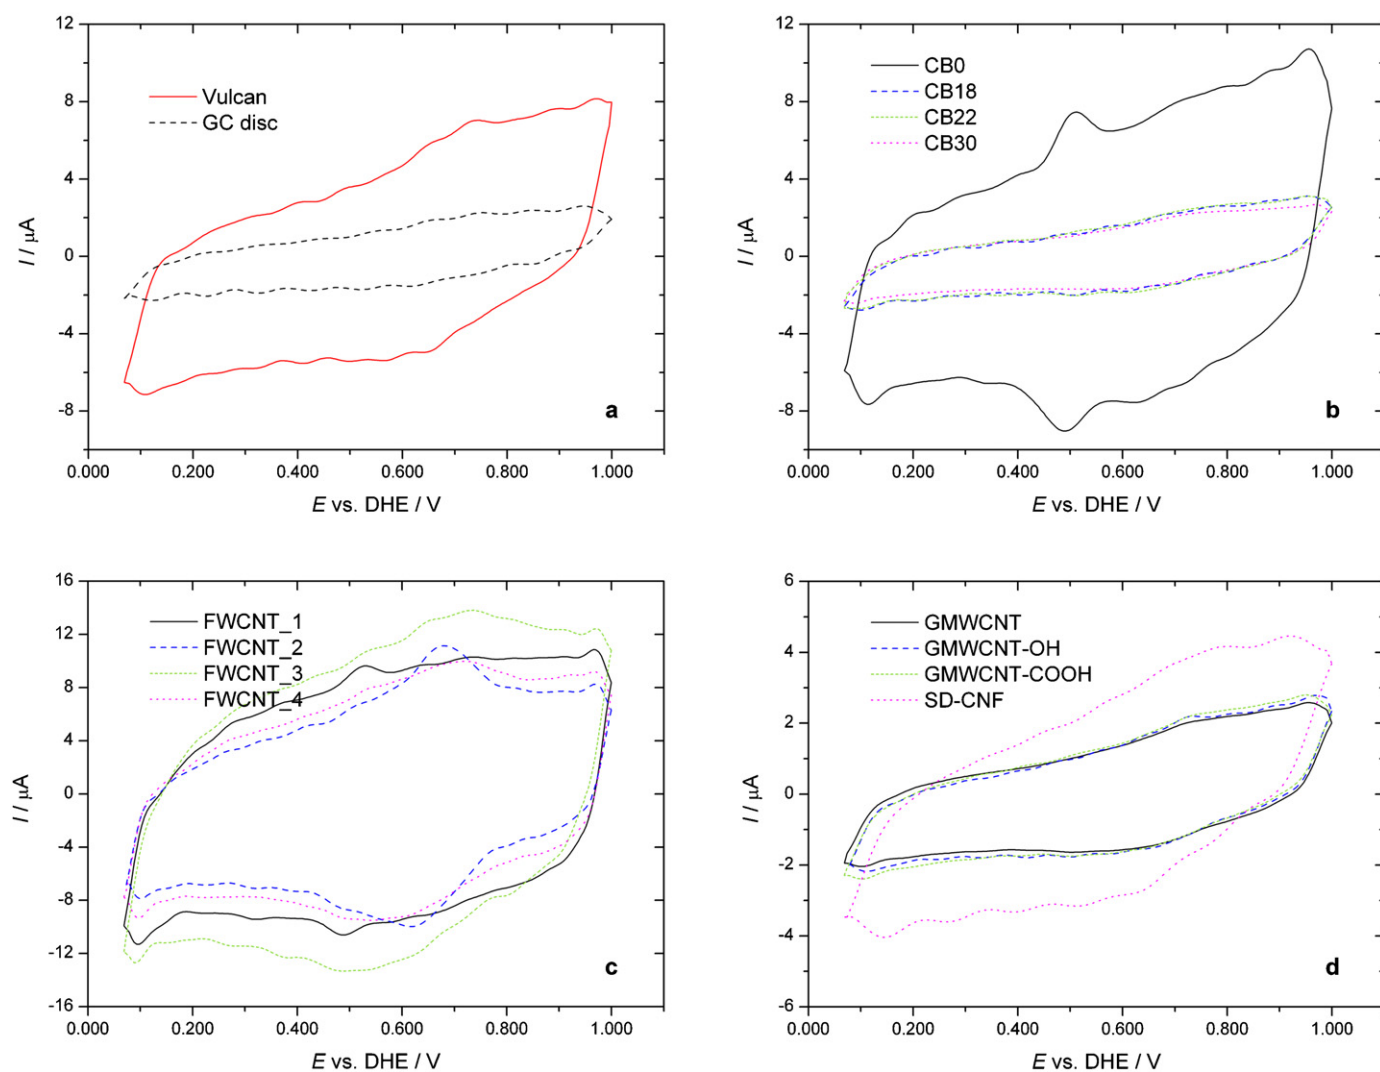 12
8
4
0
-4
-8
I / μA
Vulcan
GC disc
a
0.000 0.200 0.400 0.600 0.800 1.000
E vs. DHE / V
12
8
4
0
-4
-8
I / μA
CB0
CB18
CB22
CB30
b
0.000 0.200 0.400 0.600 0.800 1.000
E vs. DHE / V
16
12
8
4
0
-4
-8
-12
-16
I / μA
FWCNT_1
FWCNT_2
FWCNT_3
FWCNT_4
c
0.000 0.200 0.400 0.600 0.800 1.000
E vs. DHE / V
6
4
2
0
-2
-4
-6
I / μA
GMWCNT
GMWCNT-OH
GMWCNT-COOH
SD-CNF
d
0.000 0.200 0.400 0.600 0.800 1.000
E vs. DHE / V